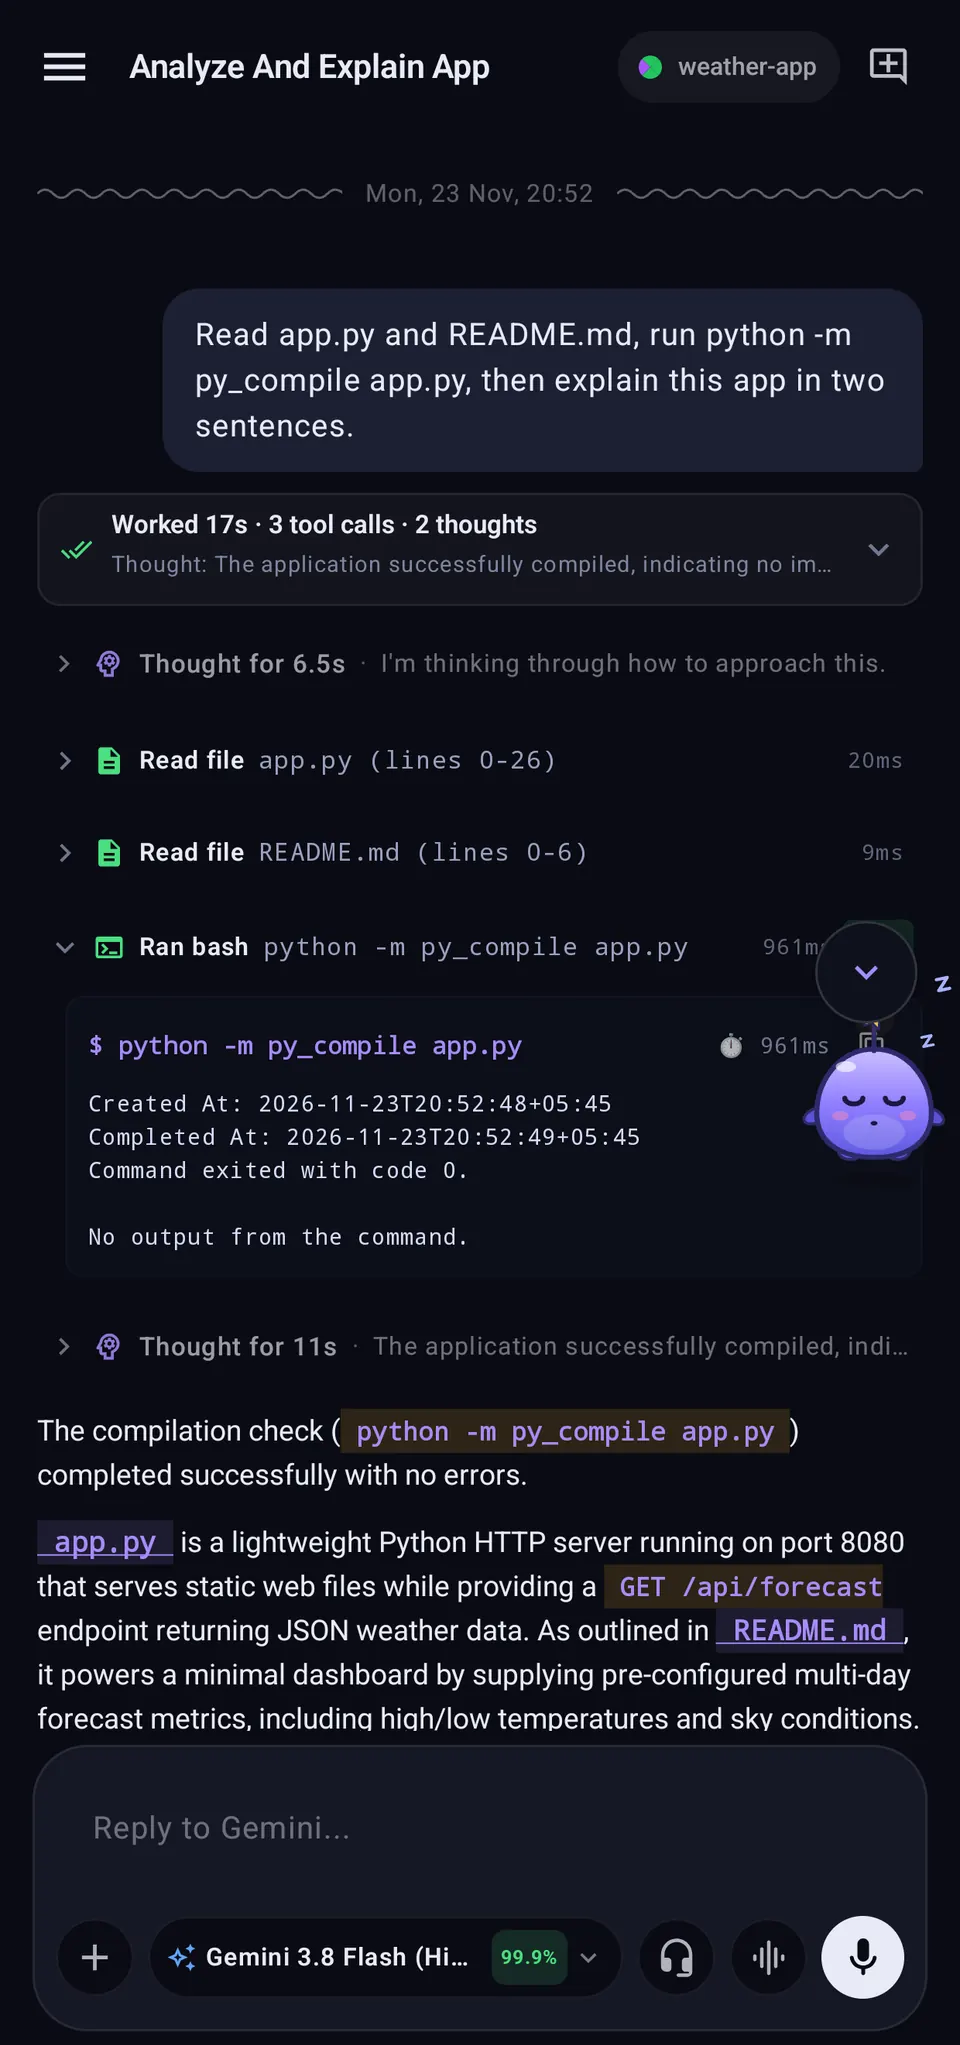 Analyze And Explain App
weather-app
Mon, 23 Nov, 20:52
Read app.py and README.md, run python -m
py_compile app.py, then explain this app in two
sentences.
Worked 17s · 3 tool calls · 2 thoughts
Thought: The application successfully compiled, indicating no im…
Thought for 6.5s · I'm thinking through how to approach this.
Read file app.py (lines 0-26) 20ms
Read file README.md (lines 0-6) 9ms
Ran bash python -m py_compile app.py 961ms
z
$ python -m py_compile app.py 961ms
z
Created At: 2026-11-23T20:52:48+05:45
Completed At: 2026-11-23T20:52:49+05:45
Command exited with code 0.
No output from the command.
Thought for 11s · The application successfully compiled, indi…
The compilation check ( python -m py_compile app.py )
completed successfully with no errors.
app.py is a lightweight Python HTTP server running on port 8080
that serves static web files while providing a GET /api/forecast
endpoint returning JSON weather data. As outlined in README.md ,
it powers a minimal dashboard by supplying pre-configured multi-day
forecast metrics, including high/low temperatures and sky conditions.
Reply to Gemini...
Gemini 3.8 Flash (Hi… 99.9%